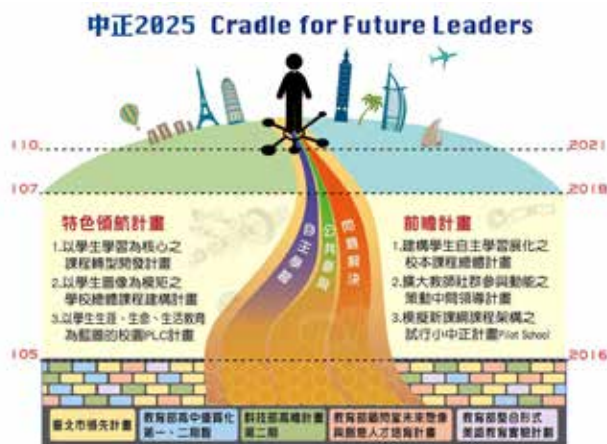 中正2025 Cradle for Future Leaders
110
2021
107
2018
特色領航計畫
1.以學生學習為核心之
課程轉型開發計畫
2.以學生圖像為模矩之
學校總體課程建構計畫
3.以學生生涯、生命、生活教育
為藍圖的校園PLC計畫
自主學習
公共參與
問題解決
前瞻計畫
1.建構學生自主學習展化之
校本課程總體計畫
2.擴大教師社群參與動能之
策動中間領導計畫
3.模擬新課綱課程架構之
試行小中正計畫Pilot School
105
2016
臺北市領先計畫
教育部高中優質化
第一、二期程
科技部高瞻計畫
第二期
教育部顧問室未來想像
與創意人才培育計畫
教育部整合形式
美感教育實驗計劃